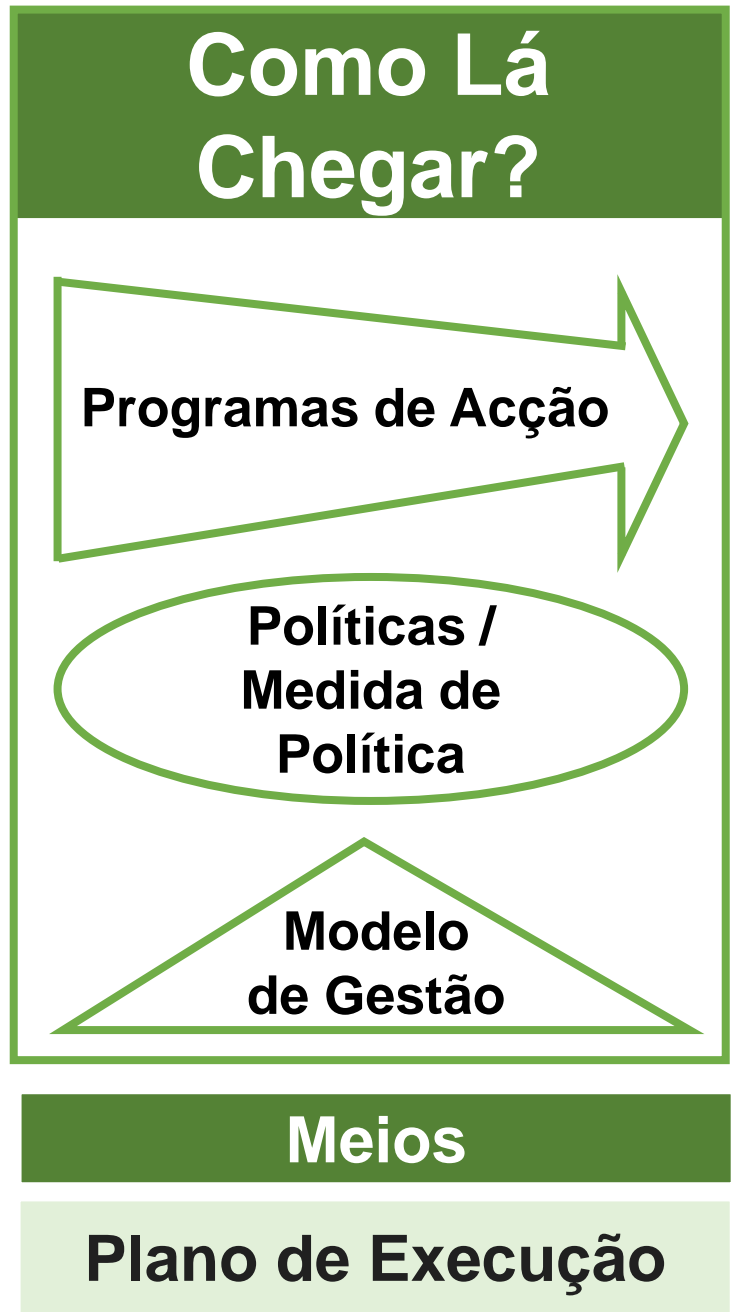 Como Lá
Chegar?
Programas de Acção
Políticas /
Medida de
Política
Modelo
de Gestão
Meios
Plano de Execução